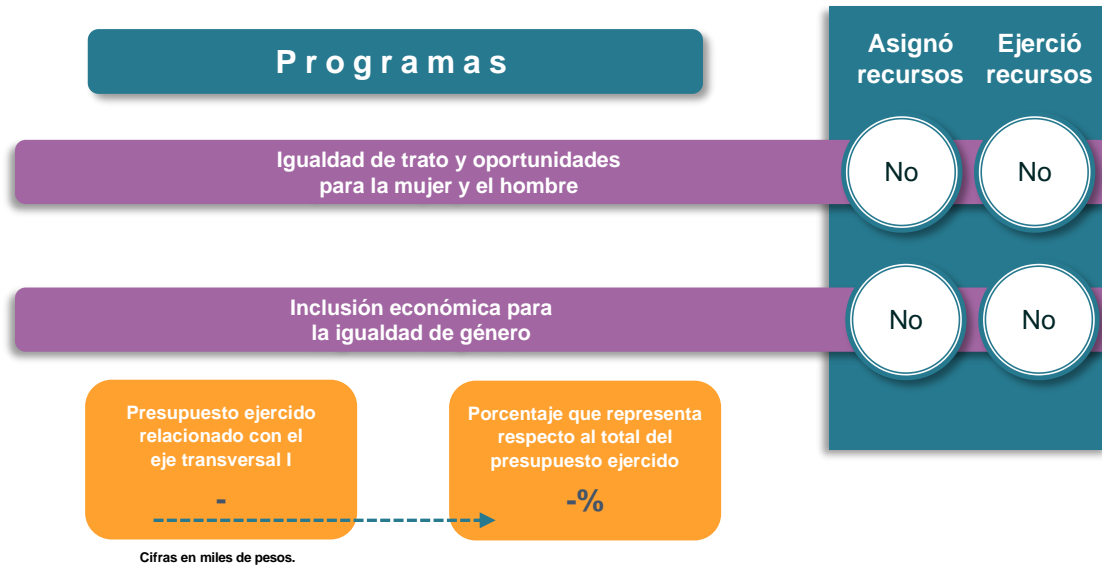 Programas
Asignó Ejerció
recursos recursos
Igualdad de trato y oportunidades
para la mujer y el hombre
No
No
Inclusión económica para
la igualdad de género
No
No
Presupuesto ejercido
relacionado con el
eje transversal I
-
Porcentaje que representa
respecto al total del
presupuesto ejercido
-%
Cifras en miles de pesos.